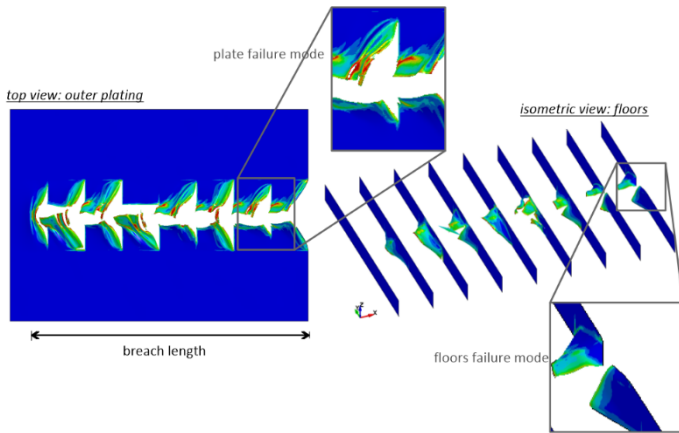 plate failure mode
top view: outer plating
isometric view: floors
Z
Y
X
breach length
floors failure mode